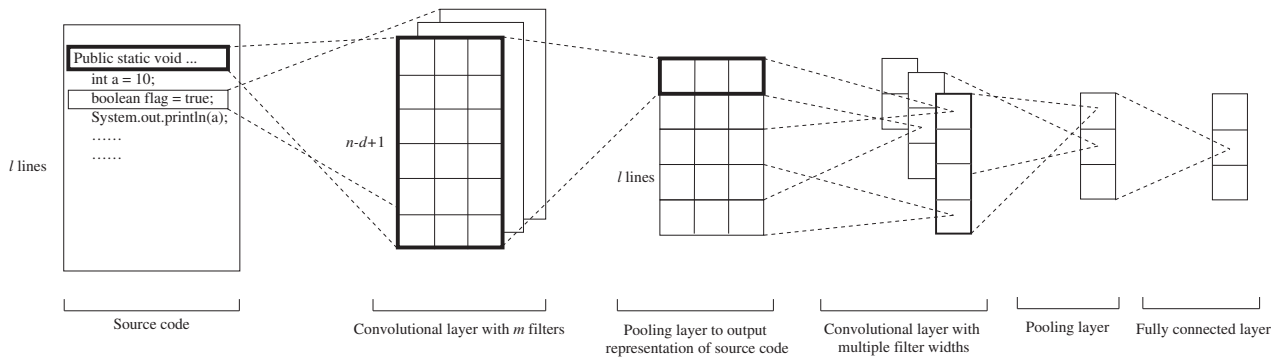 Public static void ...
int a = 10;
boolean flag = true;
System.out.println(a);
......
......
l lines
n-d+1
l lines
Source code
Convolutional layer with m filters
Pooling layer to output
representation of source code
Convolutional layer with
multiple filter widths
Pooling layer
Fully connected layer